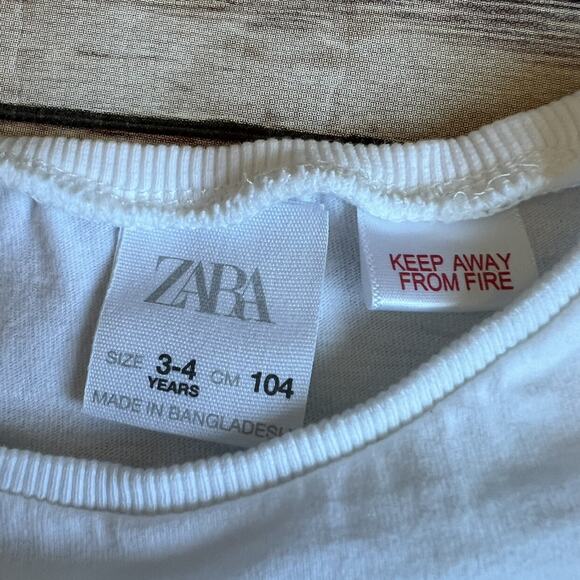 ZARA
SIZE 3-4 CM 104
YEARS
MADE IN BANGLADESH
KEEP AWAY
FROM FIRE